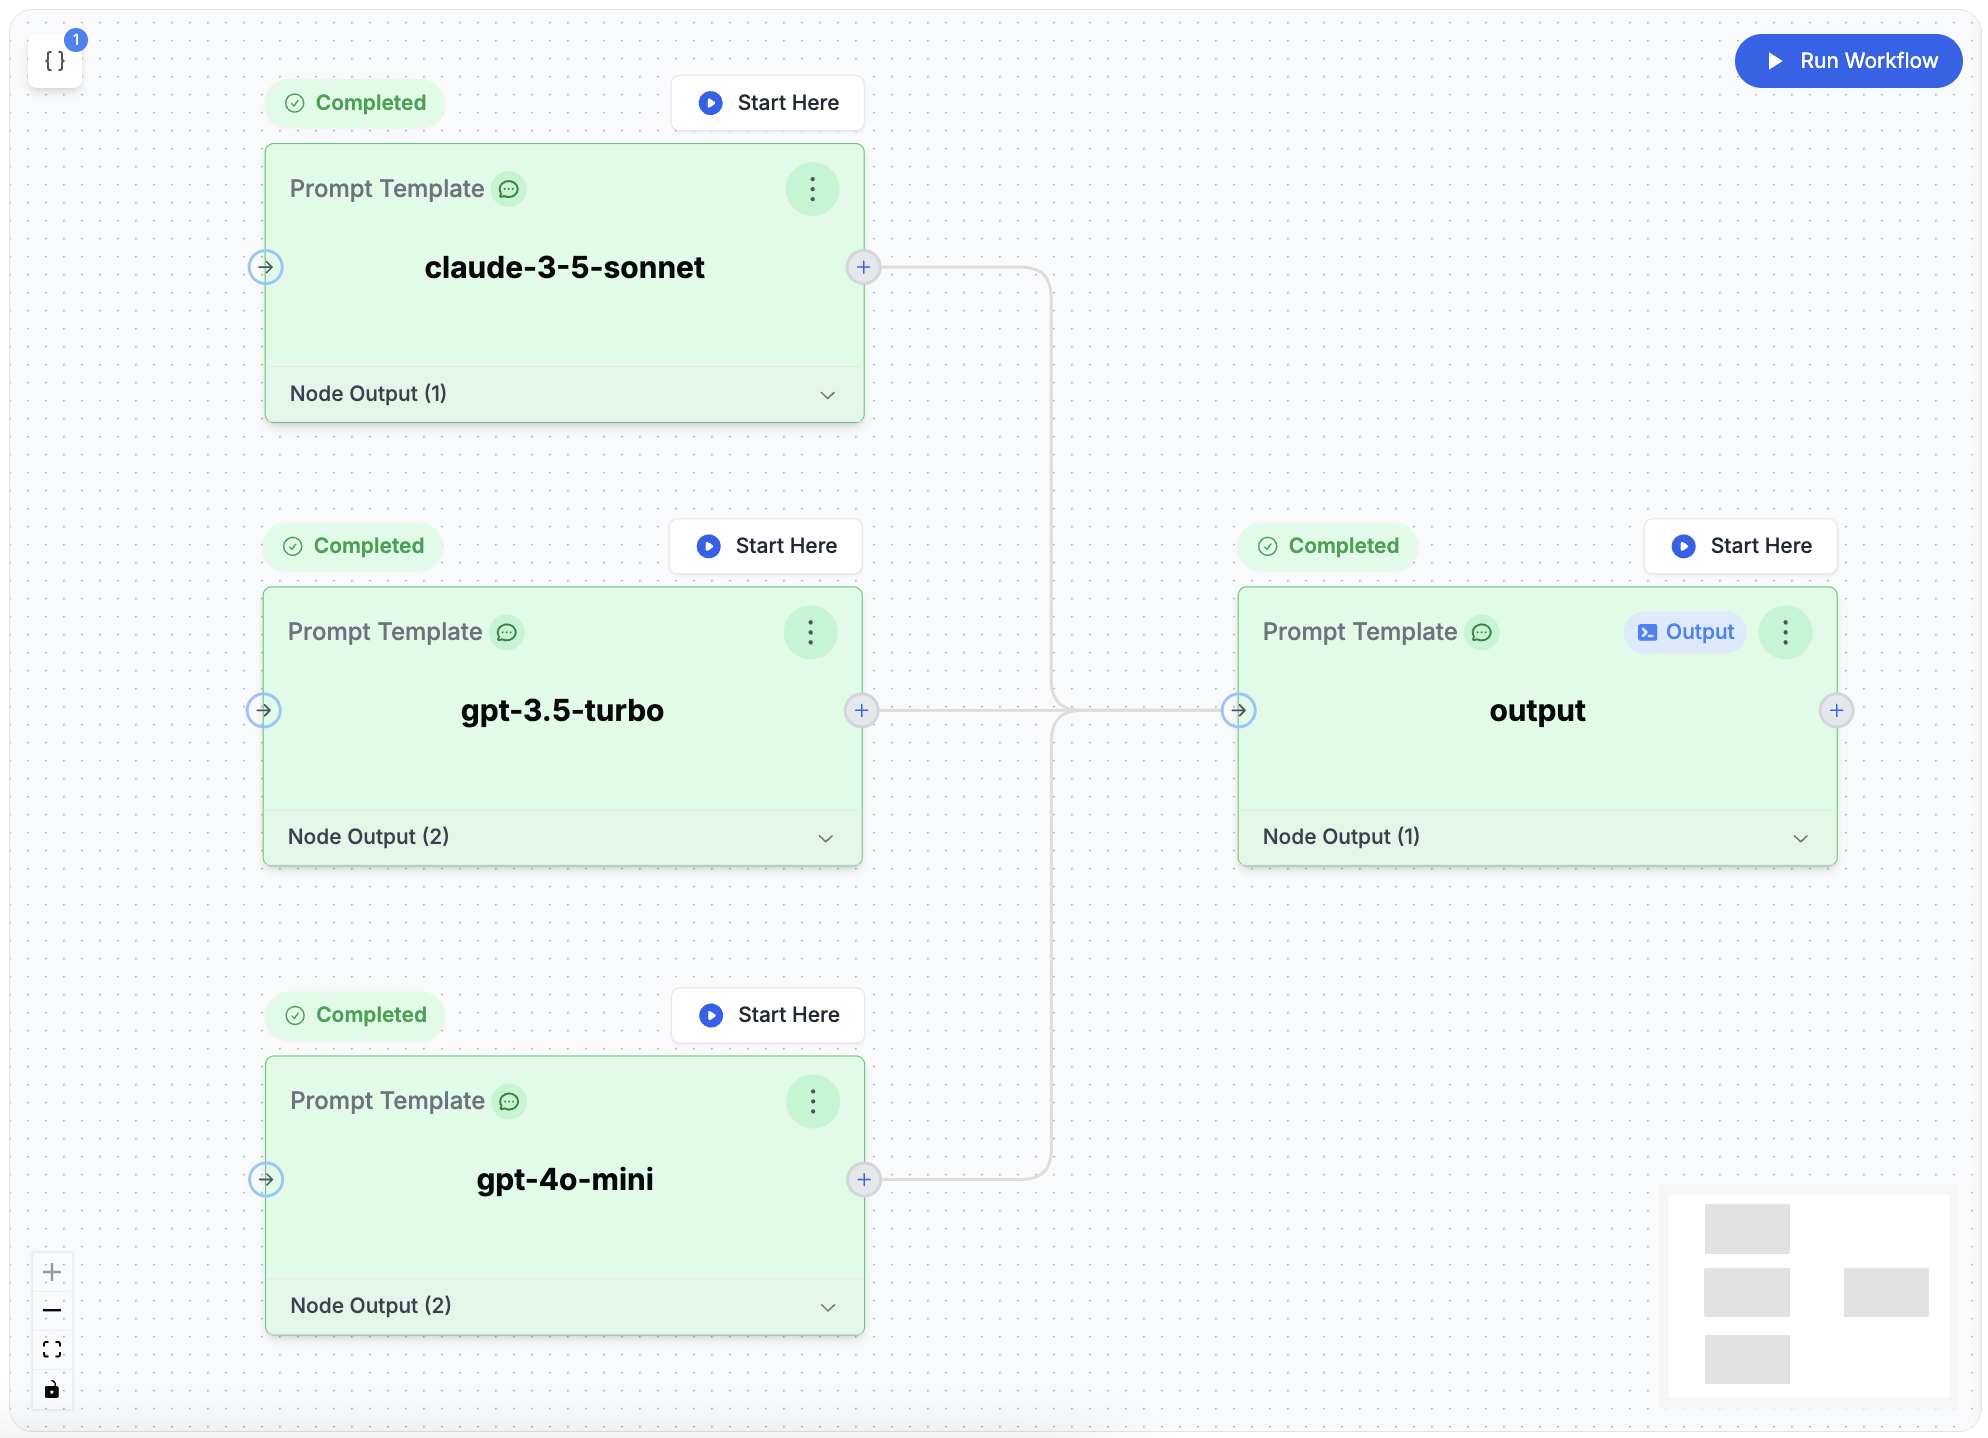 { }
1
Run Workflow
Completed
Start Here
Prompt Template
claude-3-5-sonnet
Node Output (1)
Completed
Start Here
Prompt Template
gpt-3.5-turbo
Node Output (2)
Completed
Start Here
Prompt Template
Output
output
Node Output (1)
Completed
Start Here
Prompt Template
gpt-4o-mini
Node Output (2)